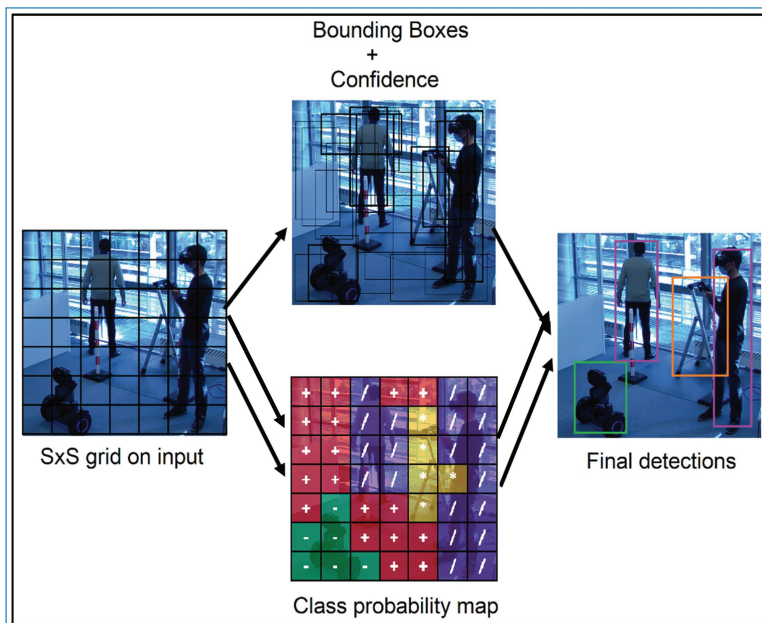 Bounding Boxes
+
Confidence
SxS grid on input
+ + / + + / /
+ + / / * / /
+ + / / * / /
+ + / / * * /
+ - + + * / /
- - + + + / /
- - - + + / /
Class probability map
Final detections